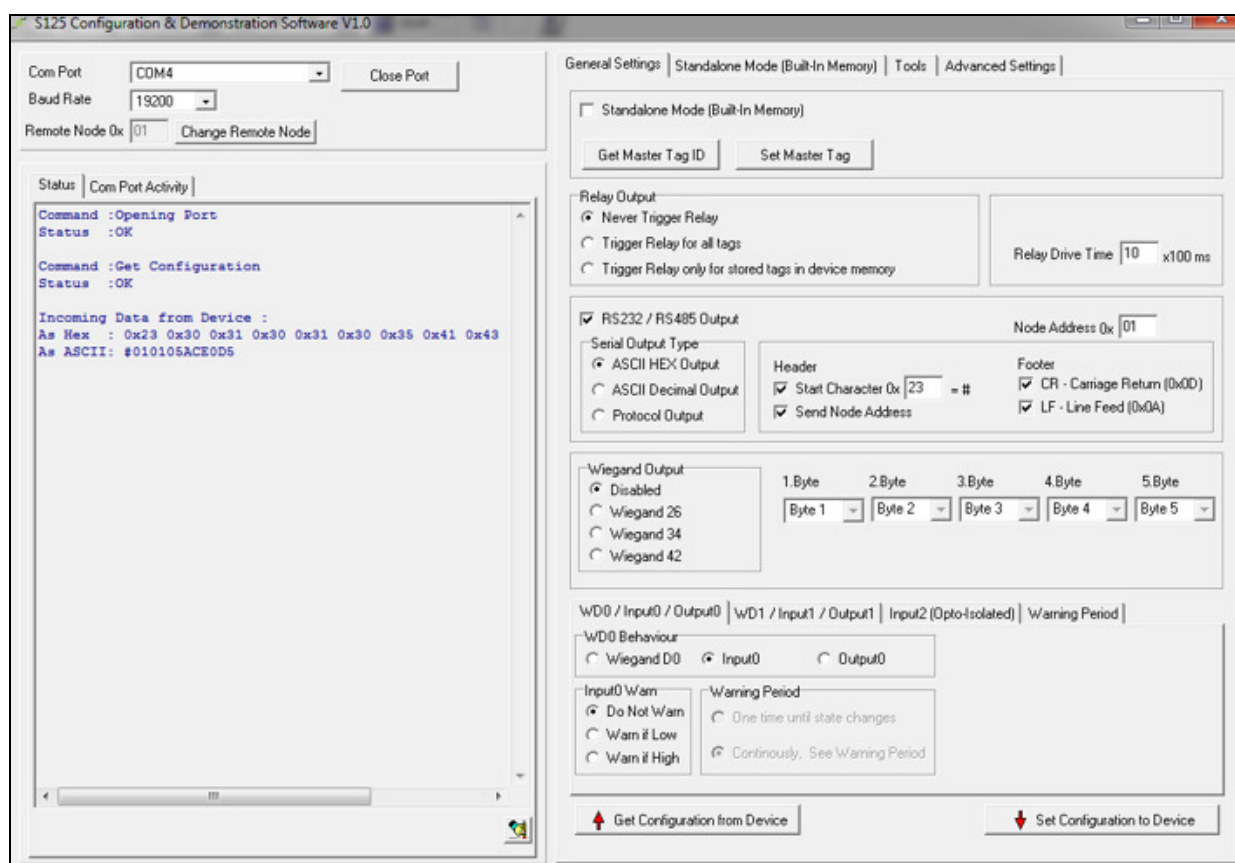 S125 Configuration & Demonstration Software V1.0
Com Port COM4 Close Port
Baud Rate 19200
Remote Node 0x 01 Change Remote Node
Status Com Port Activity
Command :Opening Port
Status :OK
Command :Get Configuration
Status :OK
Incoming Data from Device :
As Hex : 0x23 0x30 0x31 0x30 0x31 0x30 0x35 0x41 0x43
As ASCII: #010105ACE0D5
General Settings Standalone Mode (Built-In Memory) Tools Advanced Settings
Standalone Mode (Built-In Memory)
Get Master Tag ID Set Master Tag
Relay Output
Never Trigger Relay
Trigger Relay for all tags
Trigger Relay only for stored tags in device memory
Relay Drive Time 10 x100 ms
RS232 / RS485 Output
Node Address 0x 01
Serial Output Type
ASCII HEX Output
ASCII Decimal Output
Protocol Output
Header
Start Character 0x 23 = #
Send Node Address
Footer
CR - Carriage Return (0x0D)
LF - Line Feed (0x0A)
Wiegand Output
Disabled
Wiegand 26
Wiegand 34
Wiegand 42
1.Byte 2.Byte 3.Byte 4.Byte 5.Byte
Byte 1 Byte 2 Byte 3 Byte 4 Byte 5
WD0 / Input0 / Output0 WD1 / Input1 / Output1 Input2 (Opto-Isolated) Warning Period
WD0 Behaviour
Wiegand D0 Input0 Output0
Input0 Warn
Do Not Warn
Warn if Low
Warn if High
Warning Period
One time until state changes
Continously, See Warning Period
Get Configuration from Device Set Configuration to Device